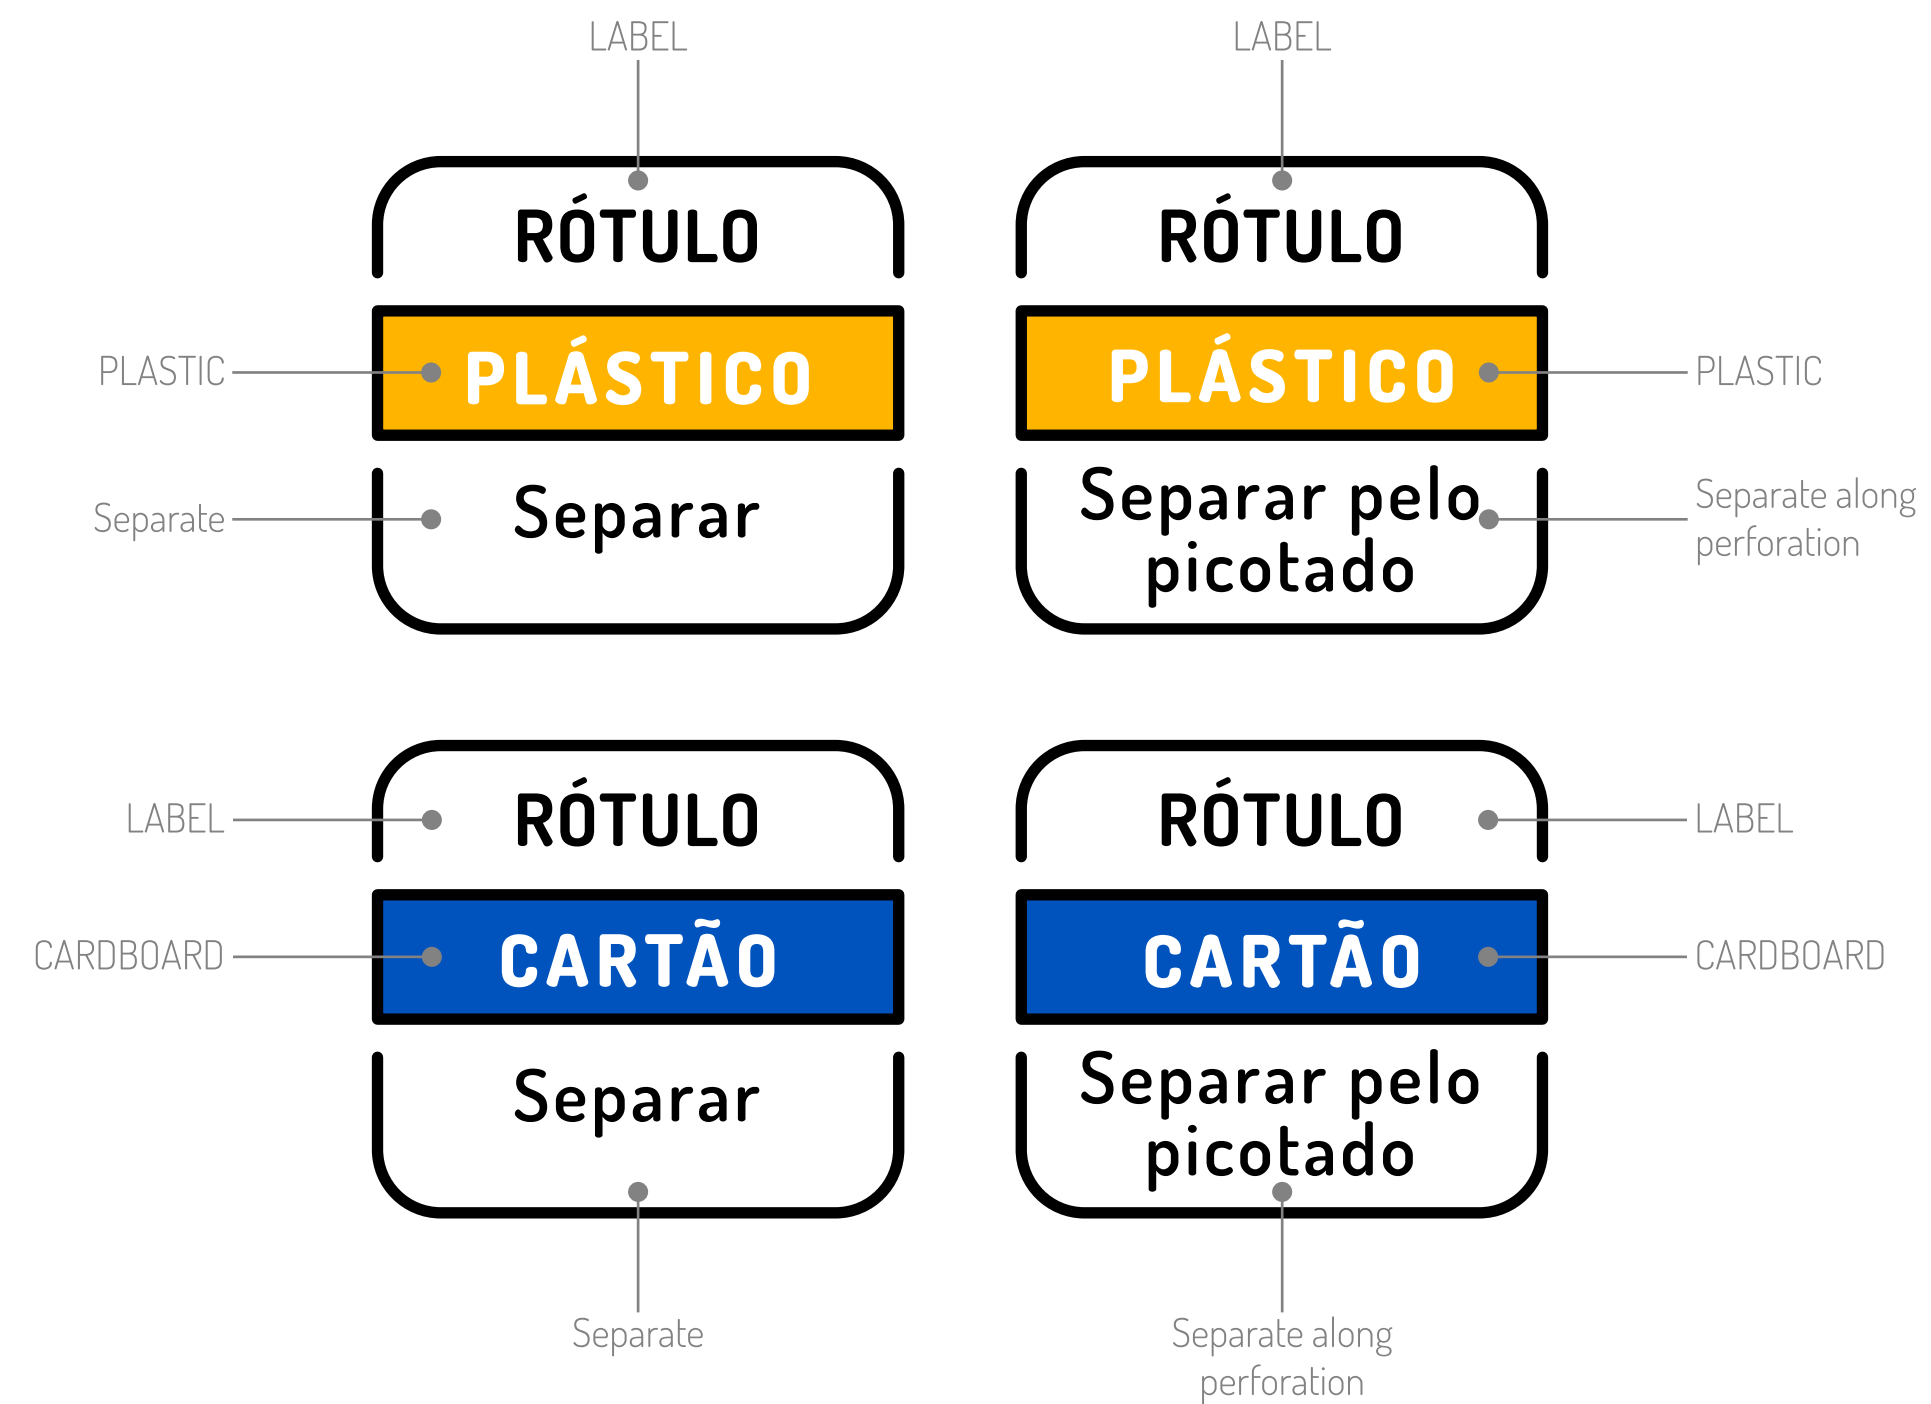 LABEL
LABEL
RÓTULO
RÓTULO
PLASTIC
PLÁSTICO
PLÁSTICO
PLASTIC
Separate
Separar
Separar pelo
picotado
Separate along
perforation
LABEL
RÓTULO
RÓTULO
LABEL
CARDBOARD
CARTÃO
CARTÃO
CARDBOARD
Separar
Separar pelo
picotado
Separate
Separate along
perforation